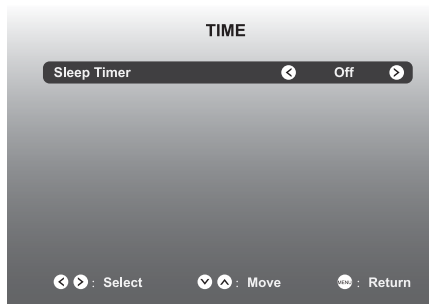 TIME
Sleep Timer < Off >
< > : Select ∨ ∧ : Move MENU : Return